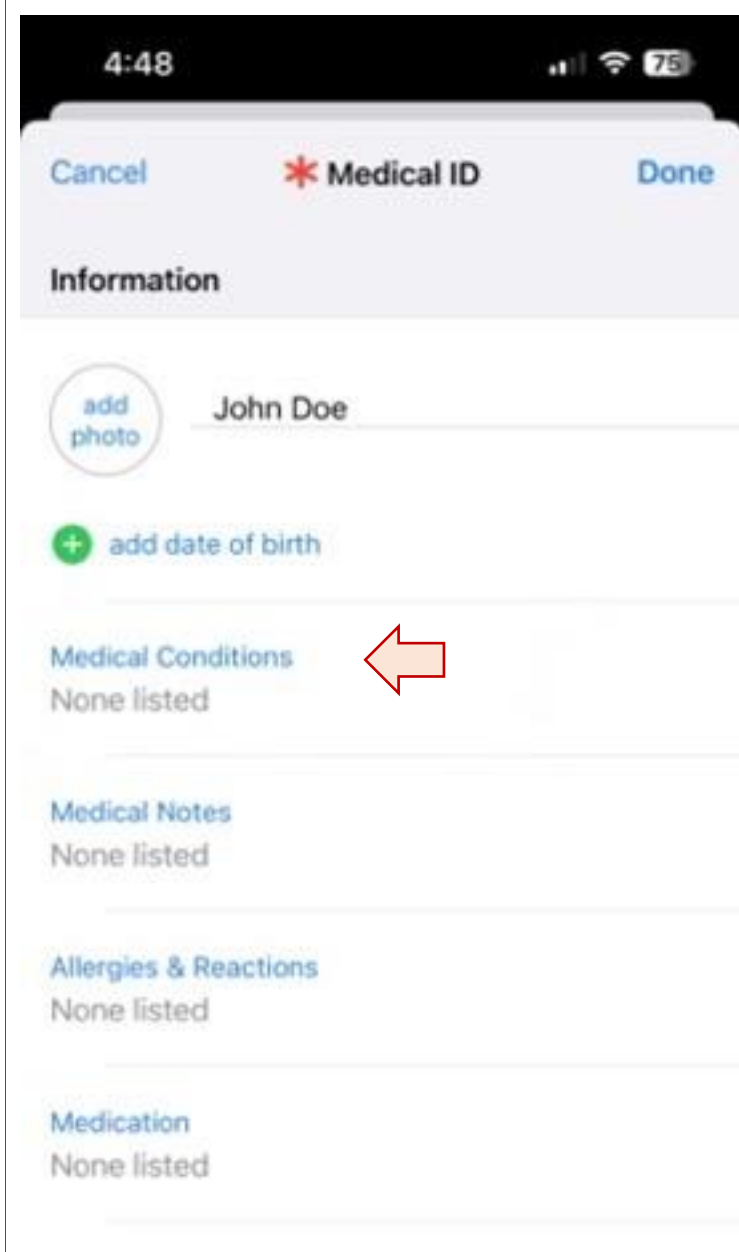 4:48
75
Cancel
Medical ID
Done
Information
add
photo
John Doe
add date of birth
Medical Conditions
None listed
Medical Notes
None listed
Allergies & Reactions
None listed
Medication
None listed